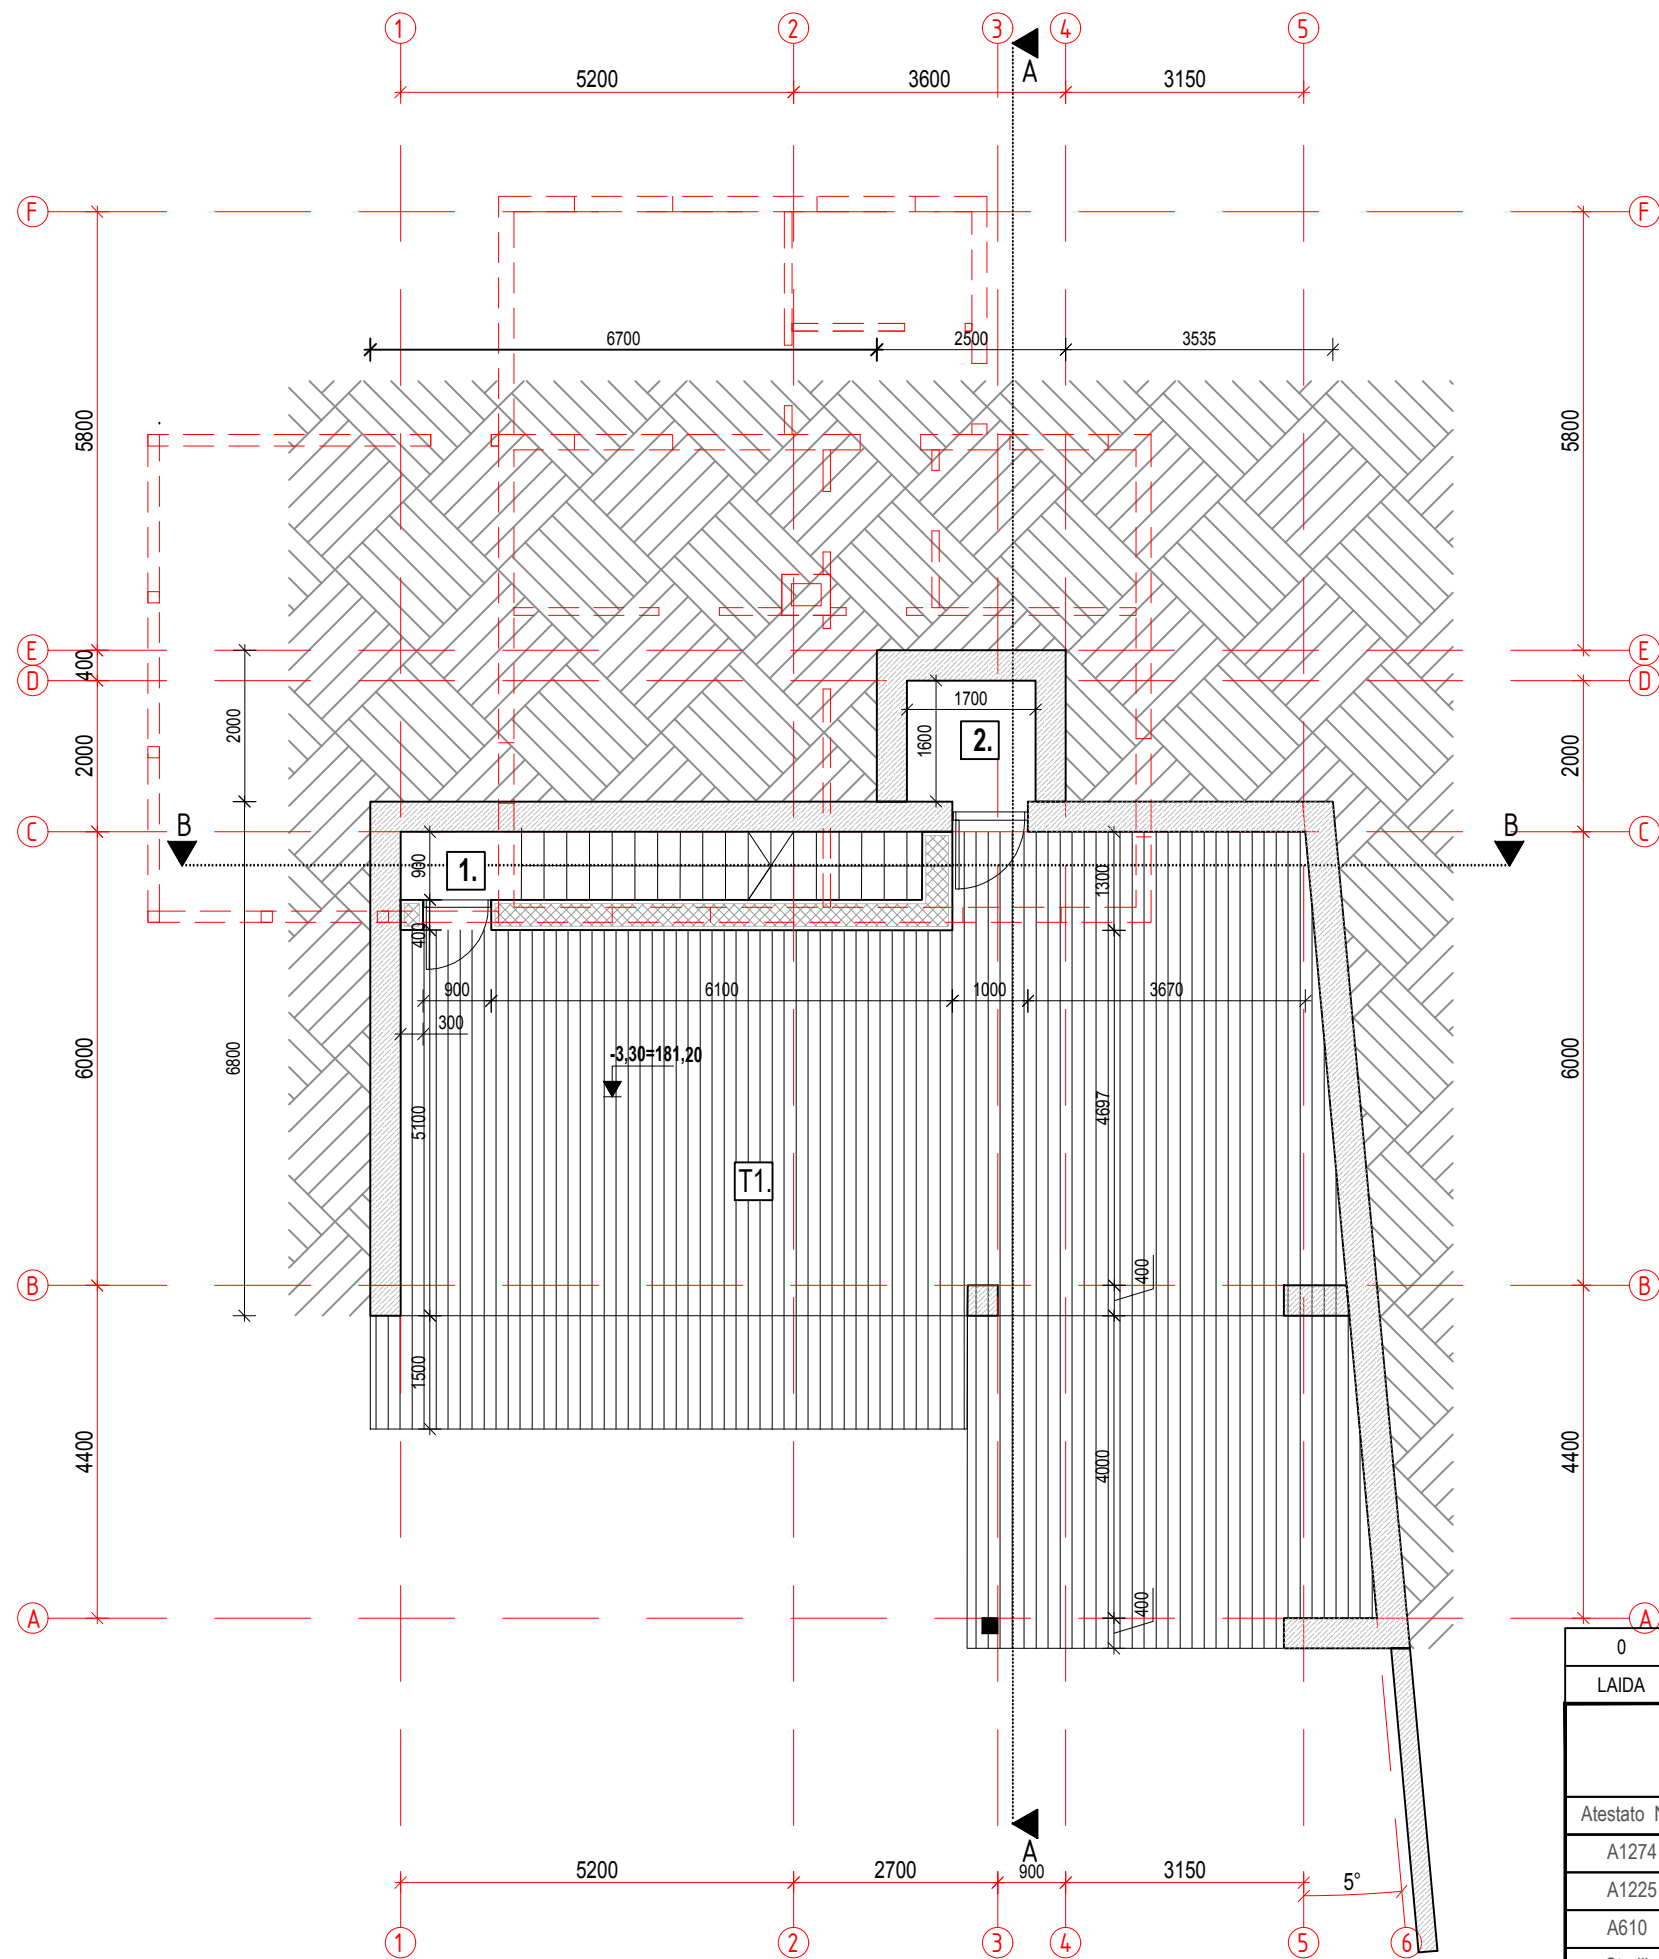 1 2 3 4 5
A
5200 3600 3150
F F
6700 2500 3535
5800 5800
E E
400
D D
2000 2000 1700 2000
1600 2.
C C
B B
900 1. 1300
400
900 6100 1000 3670
300
-3,30=181,20
6000 6800 5100 4697 6000
T1.
400
B B
1500
4400 4000 4400
400
A A
0
LAIDA
Atestato
A
A1274
5200 2700 900 3150 5°
A1225
A610
1 2 3 4 5 6